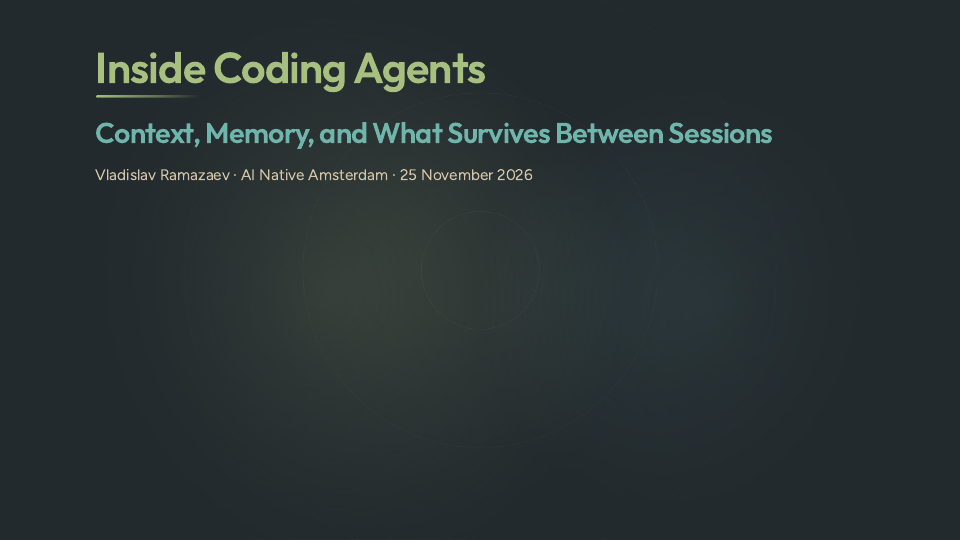 Inside Coding Agents
Context, Memory, and What Survives Between Sessions
Vladislav Ramazaev · AI Native Amsterdam · 25 November 2026